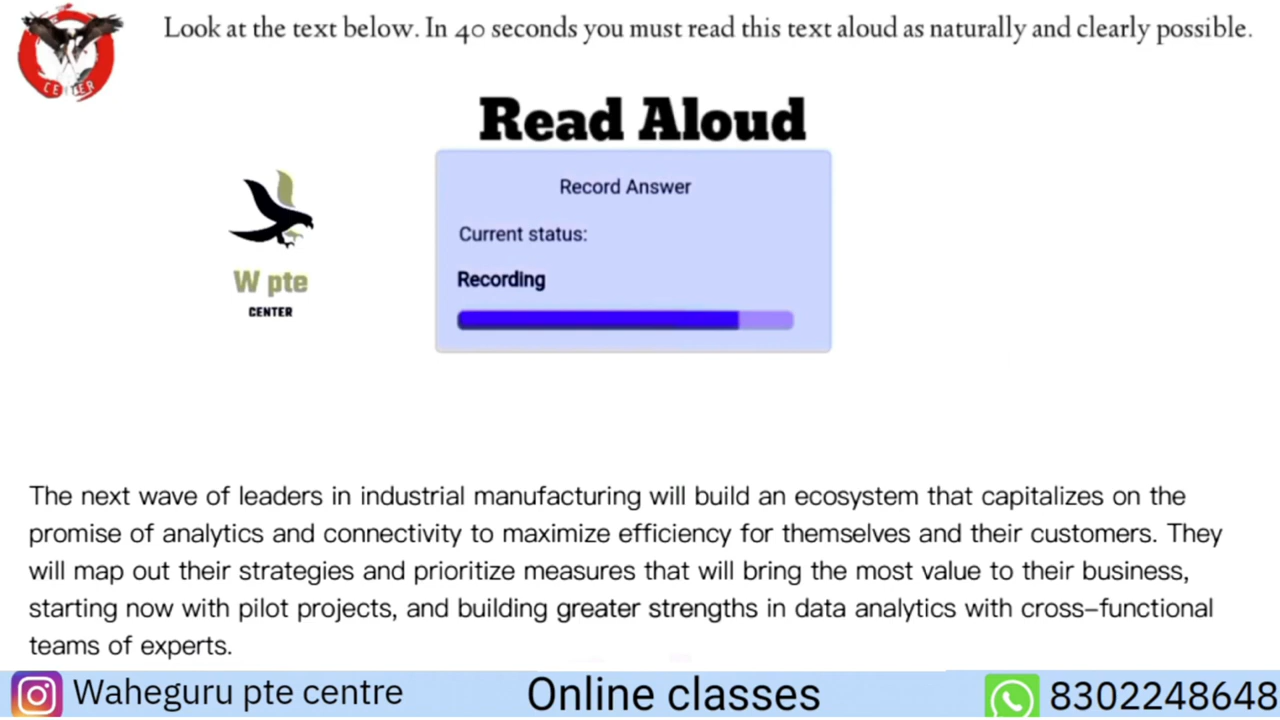 Look at the text below. In 40 seconds you must read this text aloud as naturally and clearly possible.
CENTER
Read Aloud
Record Answer
Current status:
Recording
W pte
CENTER
The next wave of leaders in industrial manufacturing will build an ecosystem that capitalizes on the
promise of analytics and connectivity to maximize efficiency for themselves and their customers. They
will map out their strategies and prioritize measures that will bring the most value to their business,
starting now with pilot projects, and building greater strengths in data analytics with cross-functional
teams of experts.
Waheguru pte centre
Online classes
8302248648